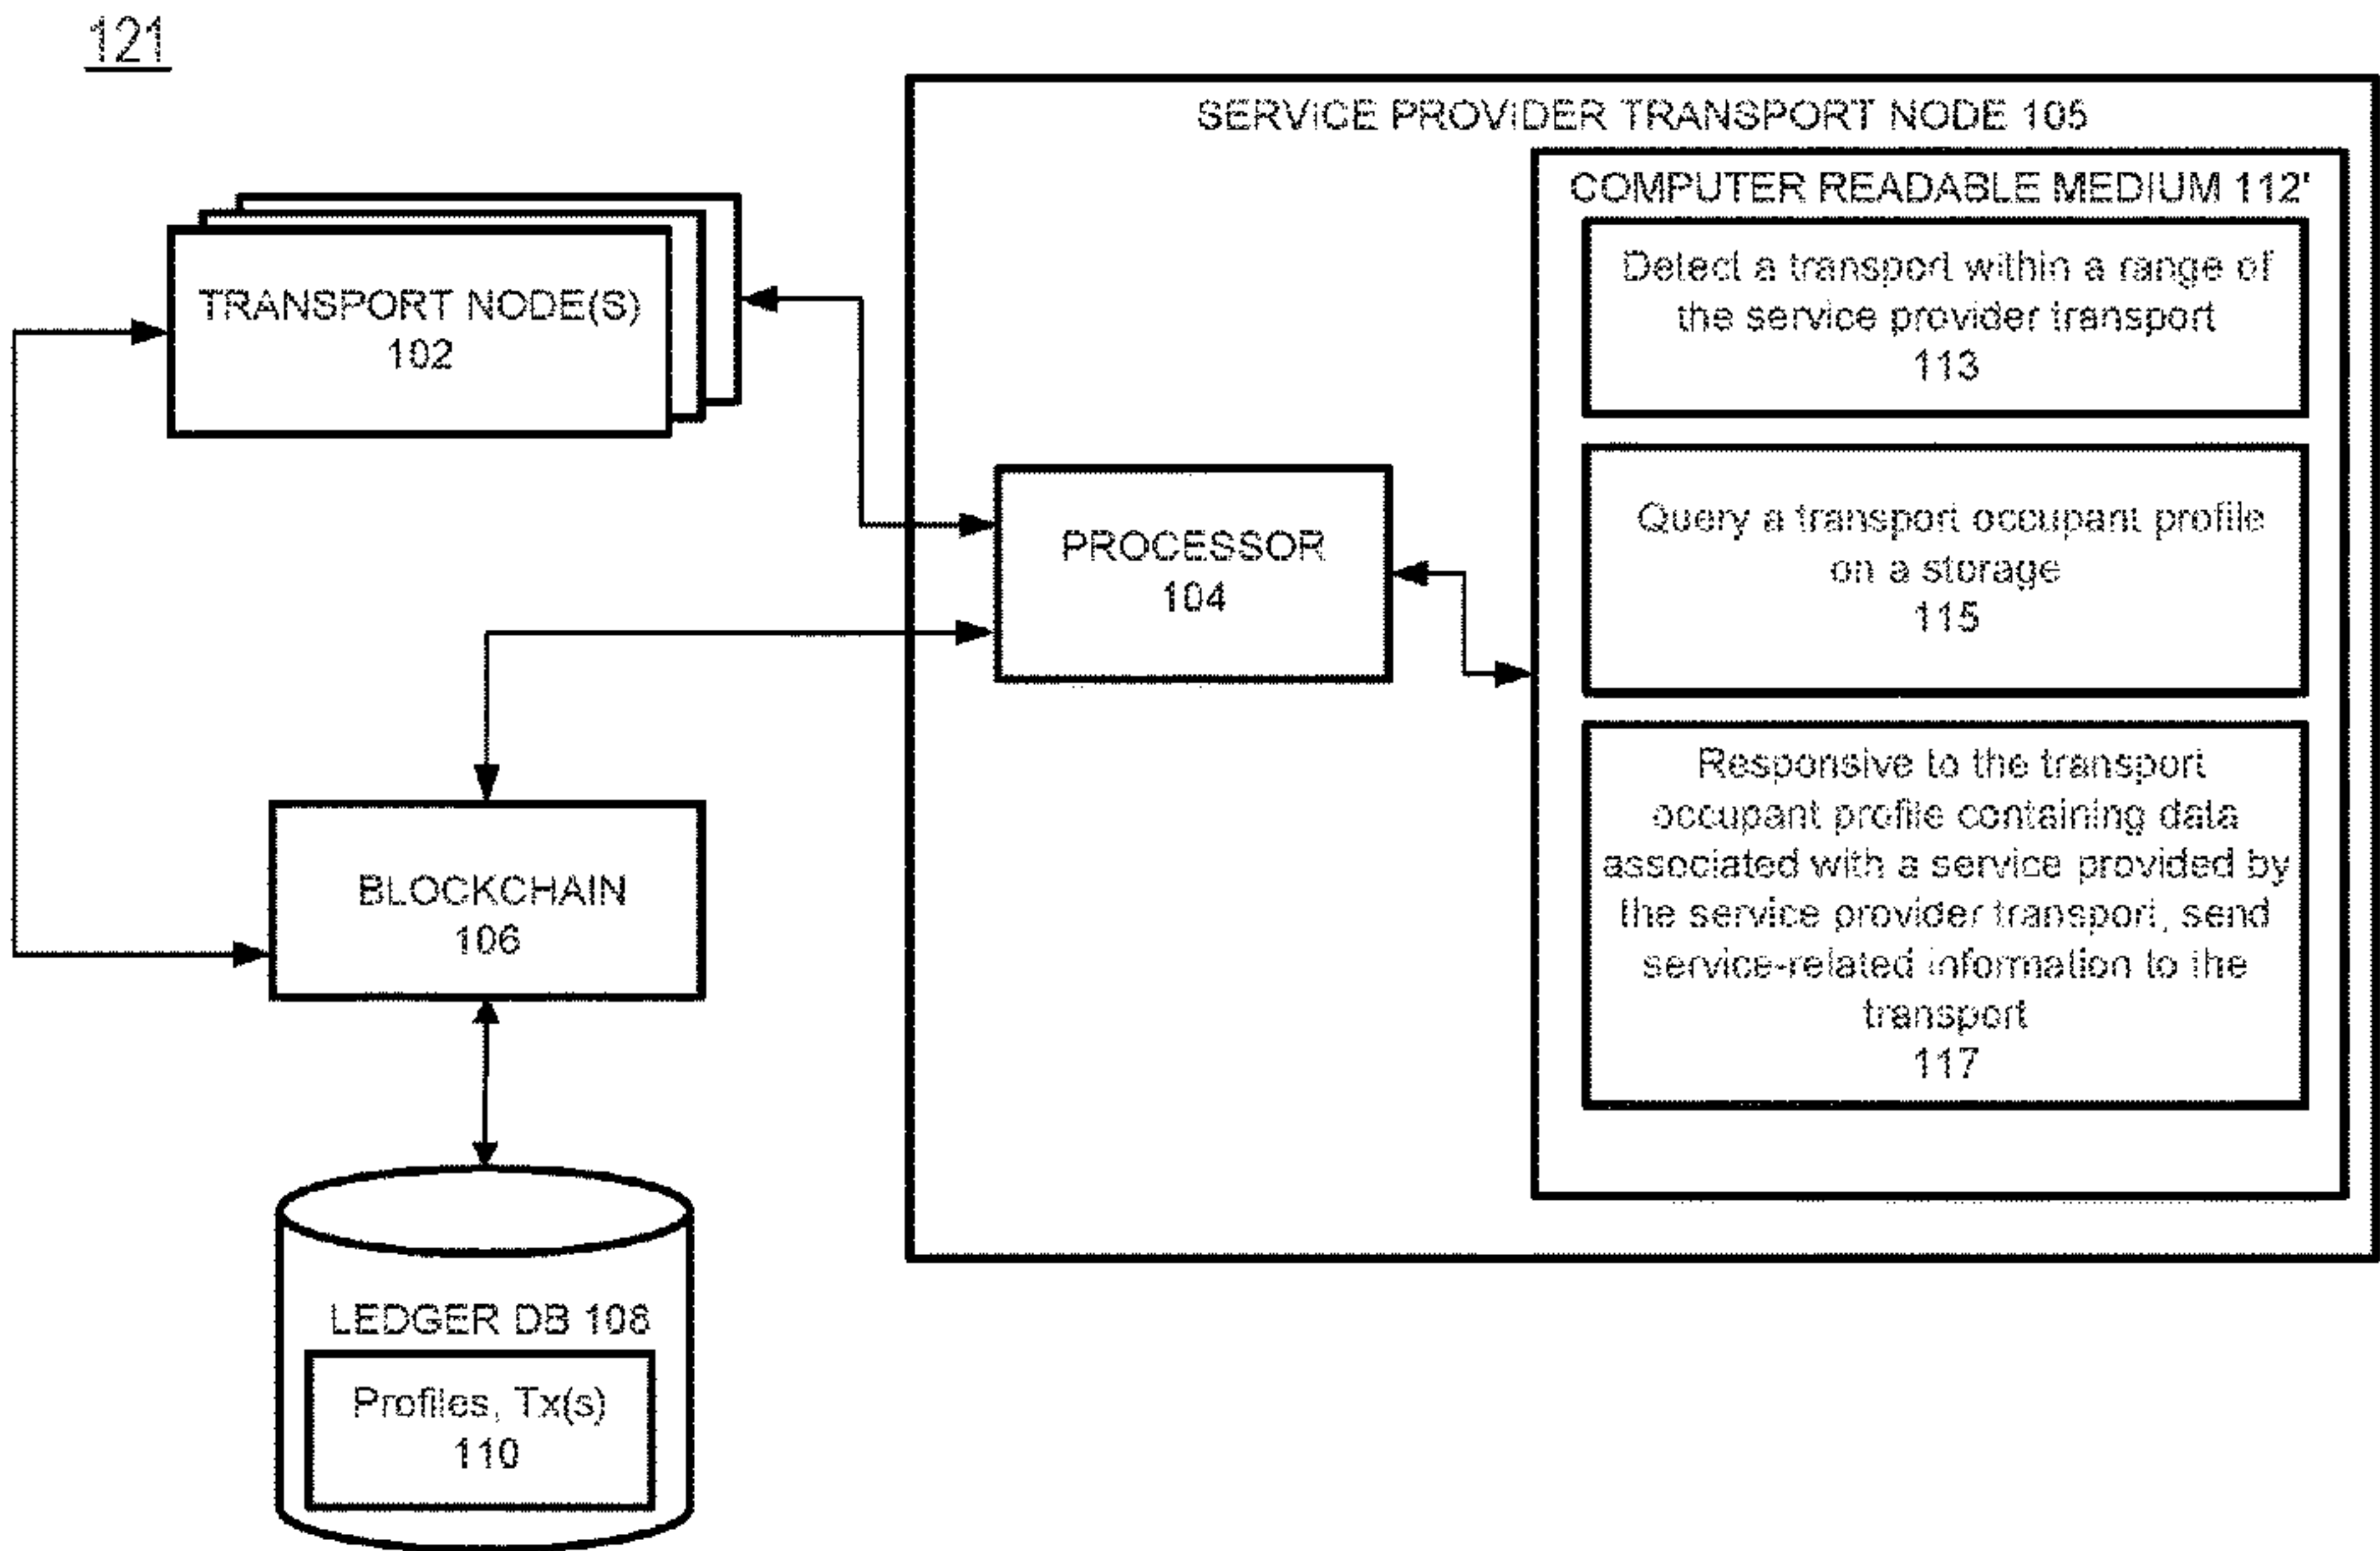 121
SERVICE PROVIDER TRANSPORT NODE 105
COMPUTER READABLE MEDIUM 112'
Detect a transport within a range of
the service provider transport
113
TRANSPORT NODE(S)
102
Query a transport occupant profile
on a storage
115
PROCESSOR
104
Responsive to the transport
occupant profile containing data
associated with a service provided by
the service provider transport, send
service-related information to the
transport
117
BLOCKCHAIN
106
LEDGER DB 108
Profiles, Tx(s)
110